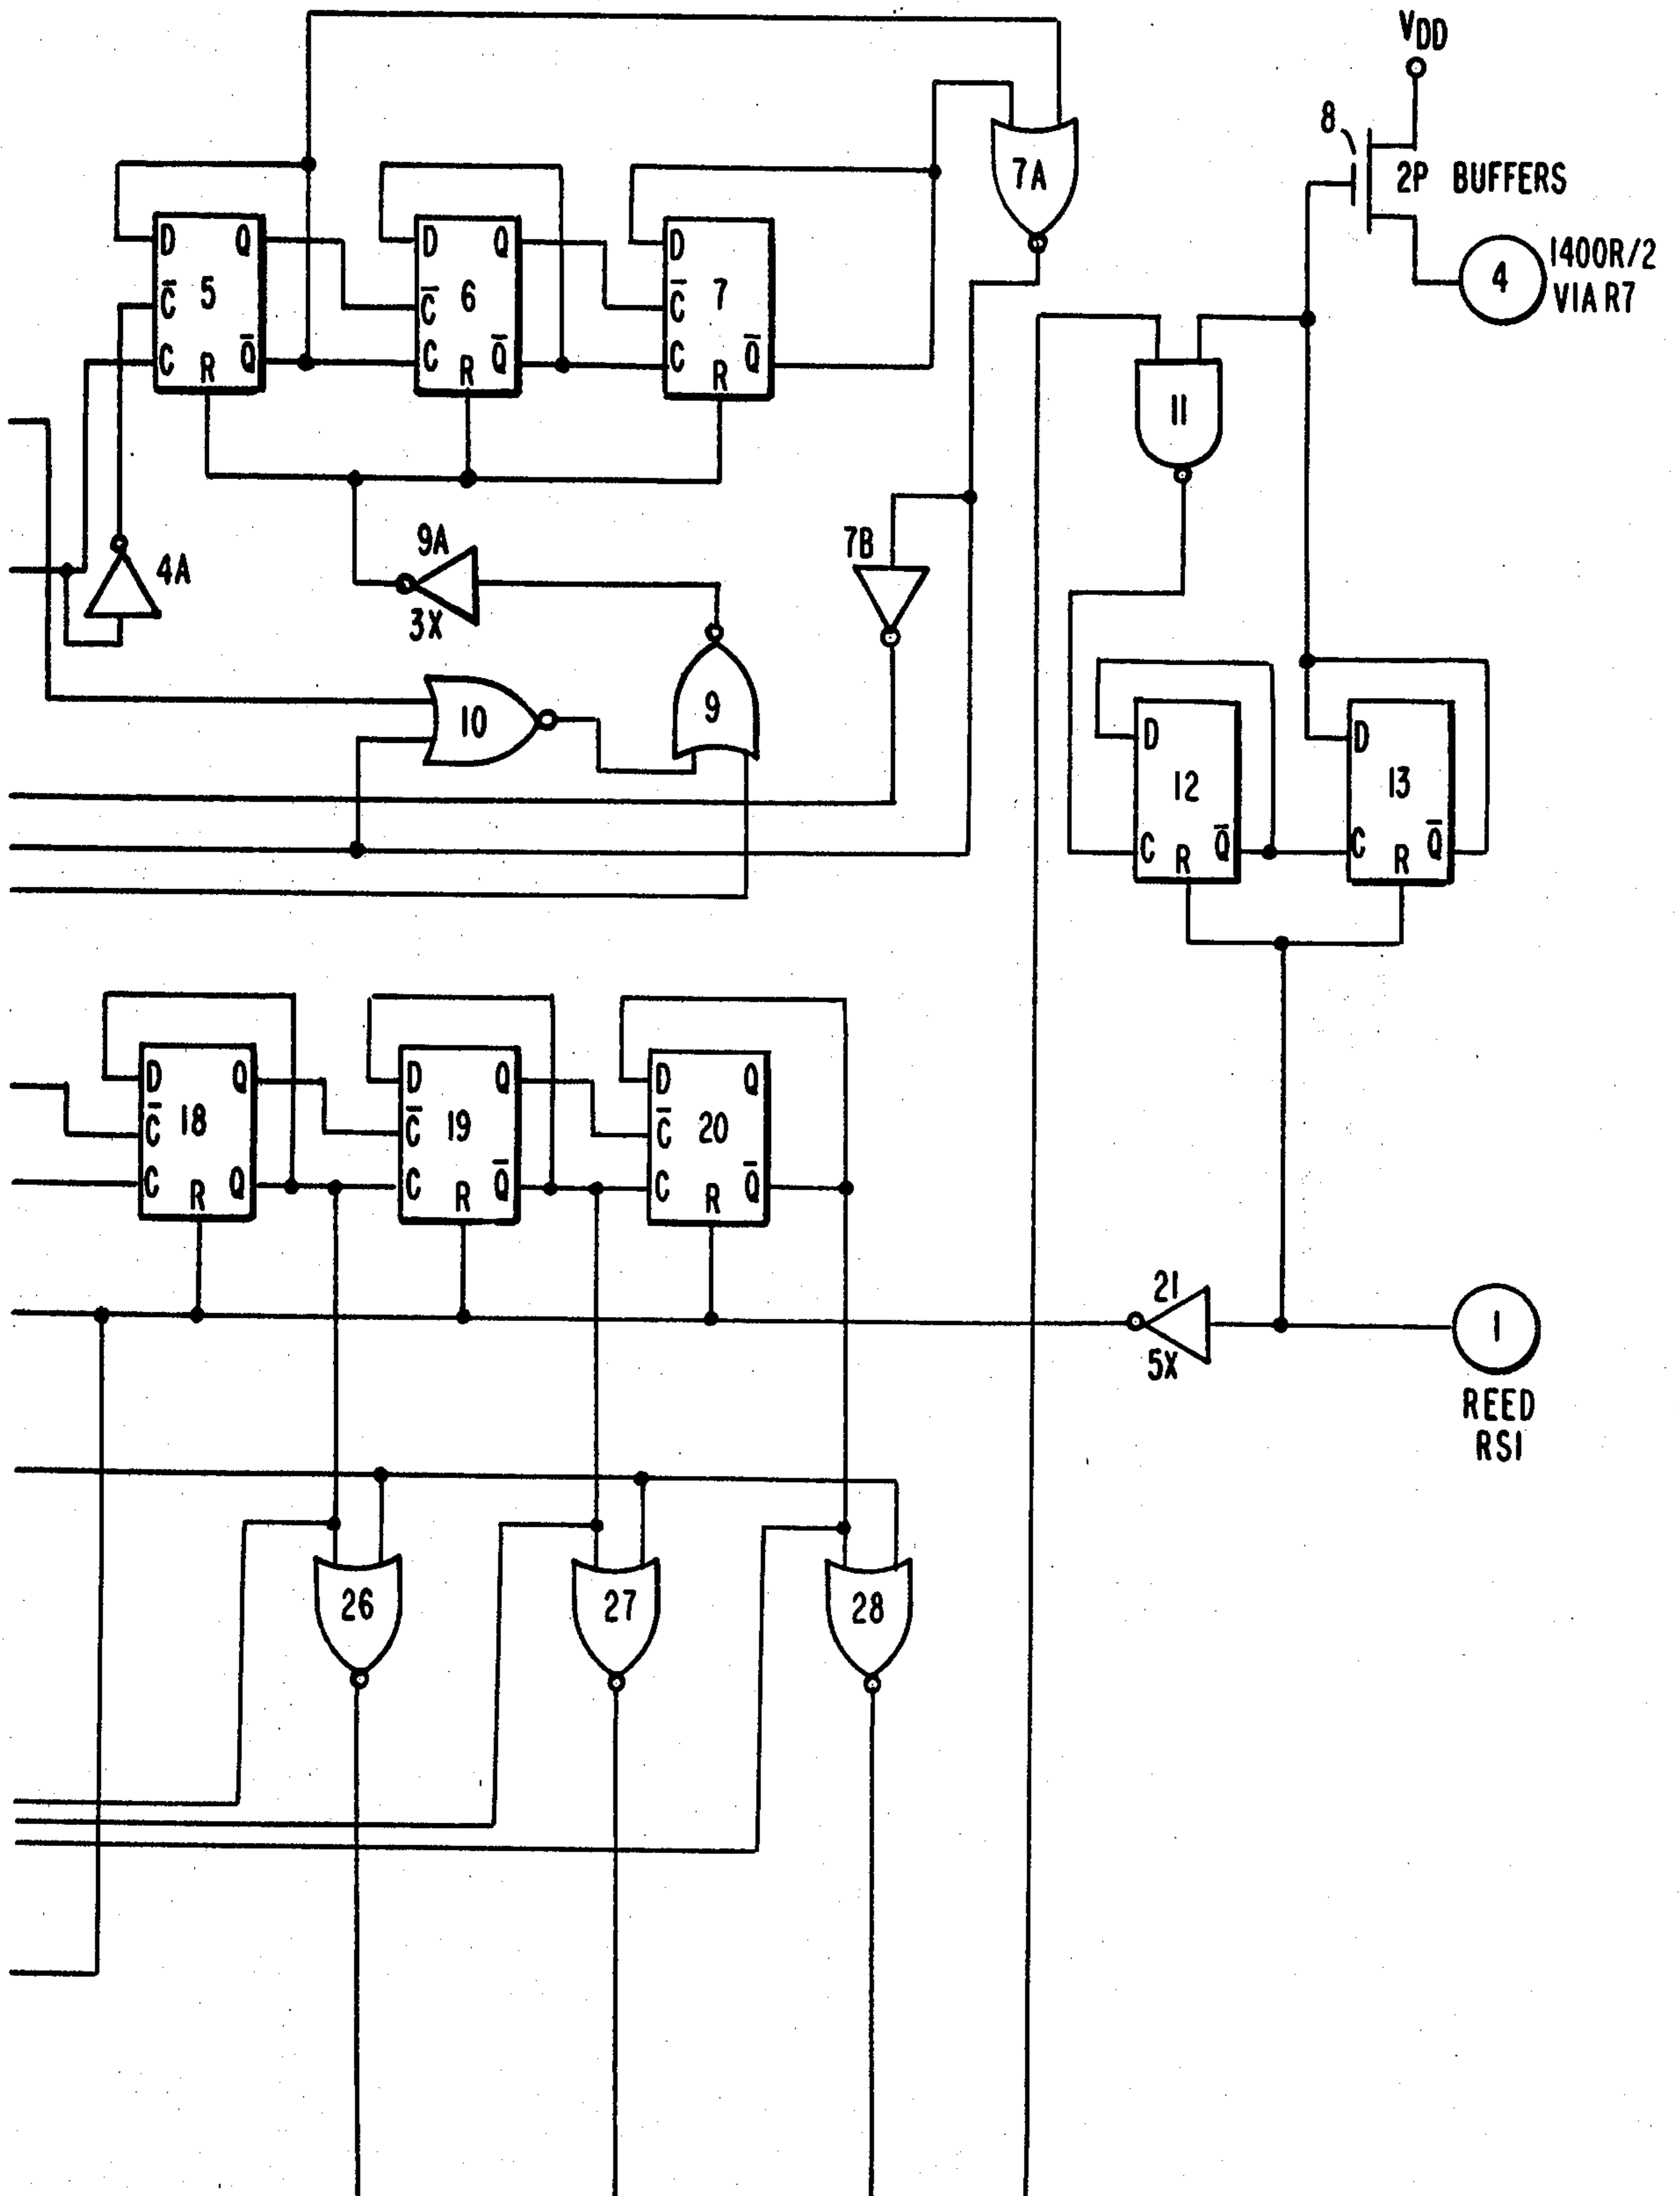 VDD
8
2P BUFFERS
7A
4
1400R/2
VIA R7
D Q
C̅ 5
C R Q̅
D Q
C̅ 6
C R Q̅
D
C̅ 7
C R Q̅
11
9A
3X
4A
7B
10
9
D
12
C R Q̅
D
13
C R Q̅
D Q
C̅ 18
C R Q
D Q
C̅ 19
C R Q̅
D Q
C̅ 20
C R Q̅
21
5X
1
REED
RS1
26
27
28